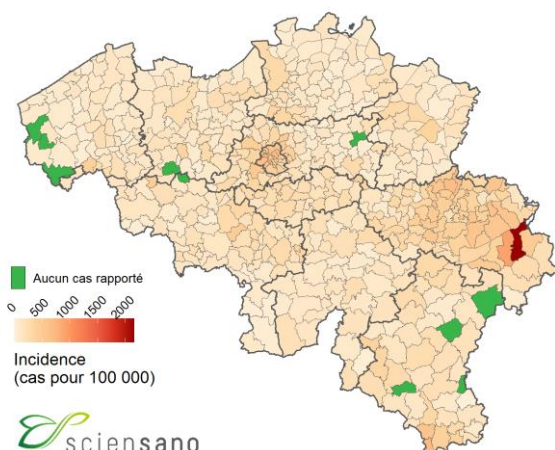 Aucun cas rapporté
0 500 1000 1500 2000
Incidence
(cas pour 100 000)
sciensano